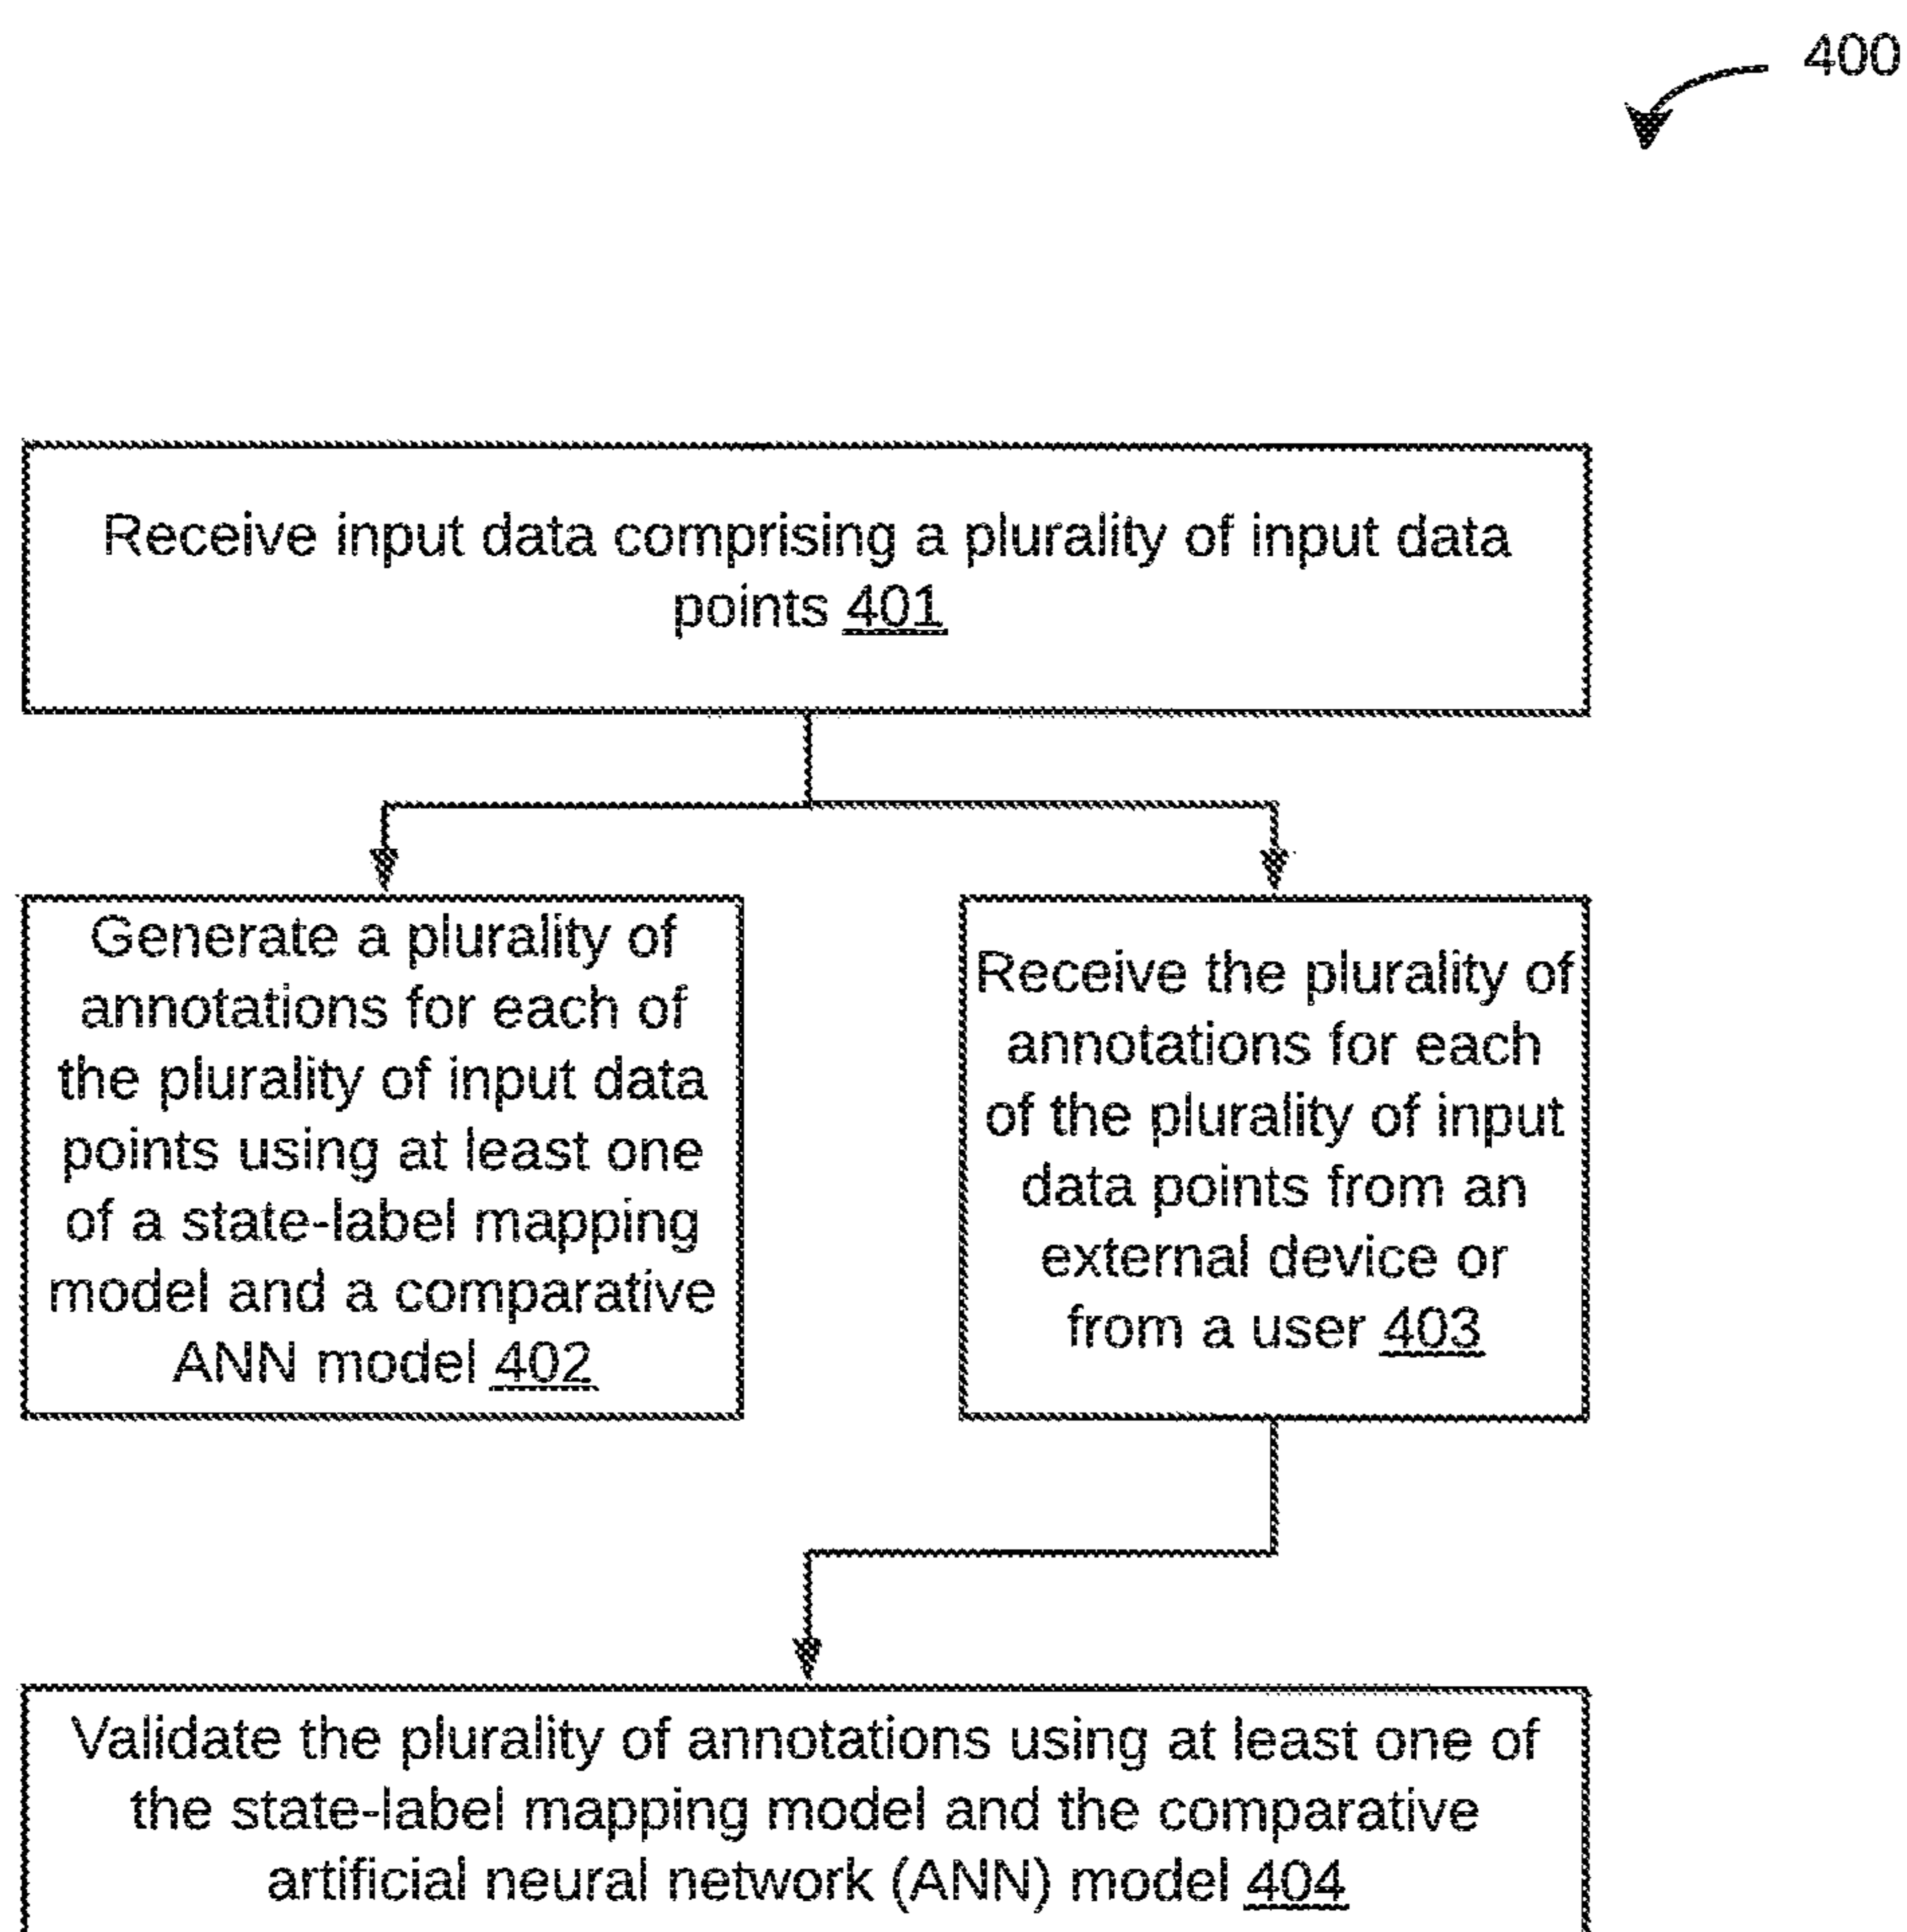 400
Receive input data comprising a plurality of input data
points 401
Generate a plurality of
annotations for each of
the plurality of input data
points using at least one
of a state-label mapping
model and a comparative
ANN model 402
Receive the plurality of
annotations for each
of the plurality of input
data points from an
external device or
from a user 403
Validate the plurality of annotations using at least one of
the state-label mapping model and the comparative
artificial neural network (ANN) model 404